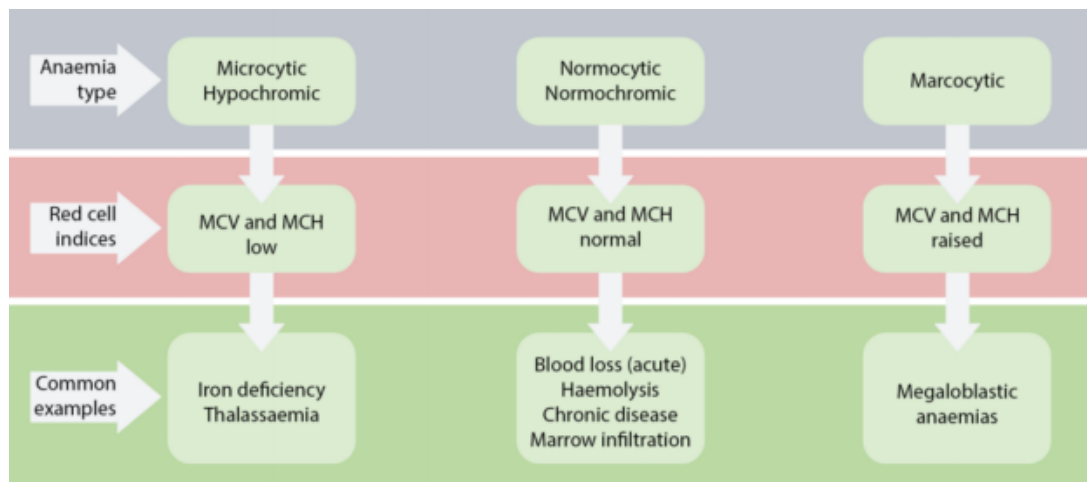 Anaemia
type
Microcytic
Hypochromic
Normocytic
Normochromic
Marcocytic
Red cell
indices
MCV and MCH
low
MCV and MCH
normal
MCV and MCH
raised
Common
examples
Iron deficiency
Thalassaemia
Blood loss (acute)
Haemolysis
Chronic disease
Marrow infiltration
Megaloblastic
anaemias